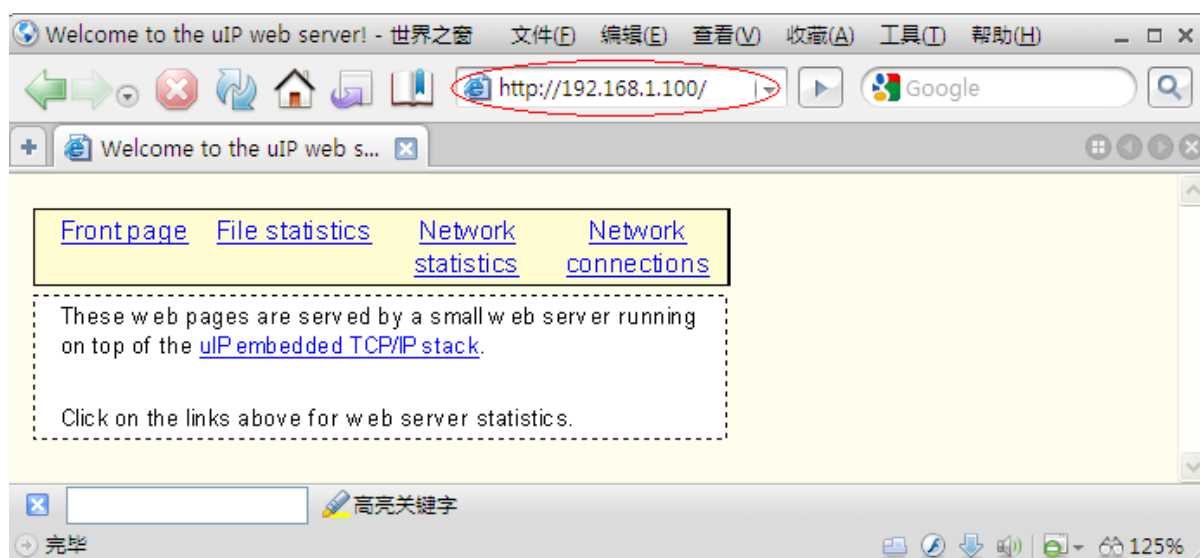 Welcome to the uIP web server! - 世界之窗 文件(F) 编辑(E) 查看(V) 收藏(A) 工具(T) 帮助(H)
http://192.168.1.100/ Google
Welcome to the uIP web s...
Front page File statistics Network statistics Network connections
These web pages are served by a small web server running
on top of the uIP embedded TCP/IP stack.
Click on the links above for web server statistics.
高亮关键字
完毕 125%